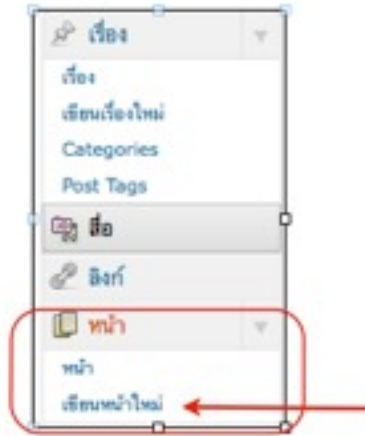 เรื่อง
เรื่อง
เขียนเรื่องใหม่
Categories
Post Tags
สื่อ
ลิงก์
หน้า
หน้า
เขียนหน้าใหม่